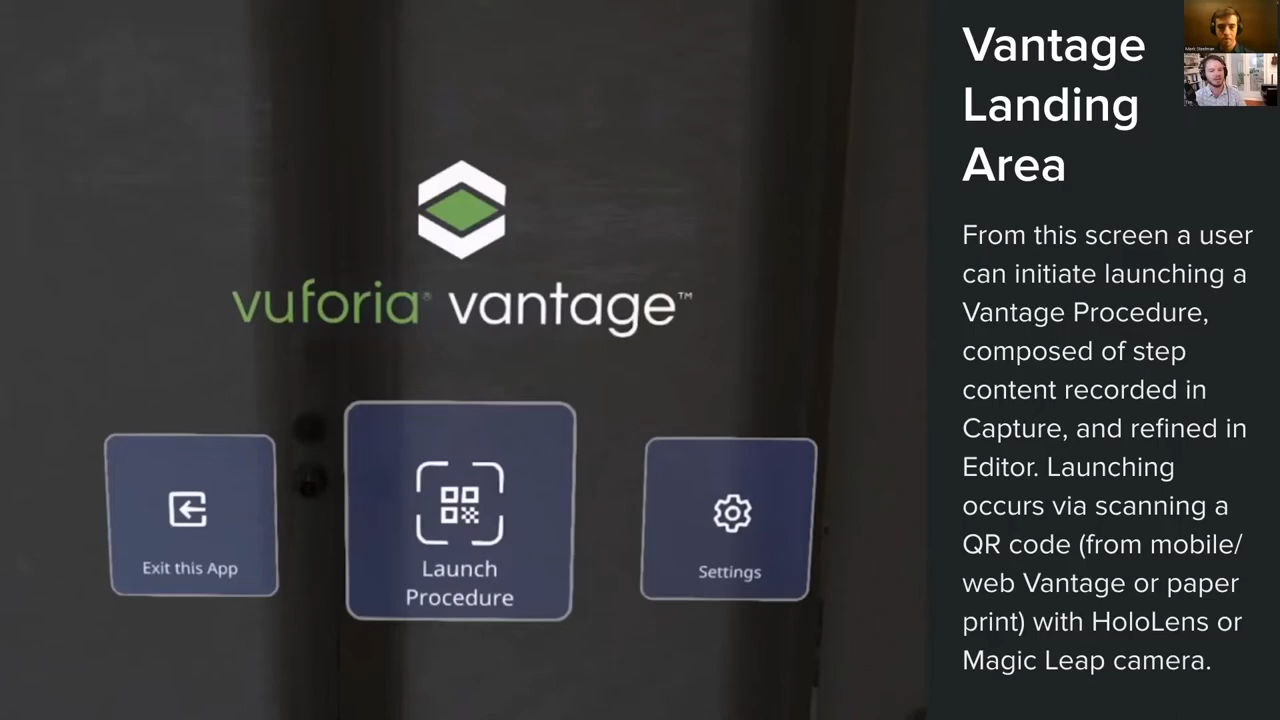 vuforia® vantage™
Exit this App
Launch
Procedure
Settings
Vantage
Landing
Area
From this screen a user
can initiate launching a
Vantage Procedure,
composed of step
content recorded in
Capture, and refined in
Editor. Launching
occurs via scanning a
QR code (from mobile/
web Vantage or paper
print) with HoloLens or
Magic Leap camera.